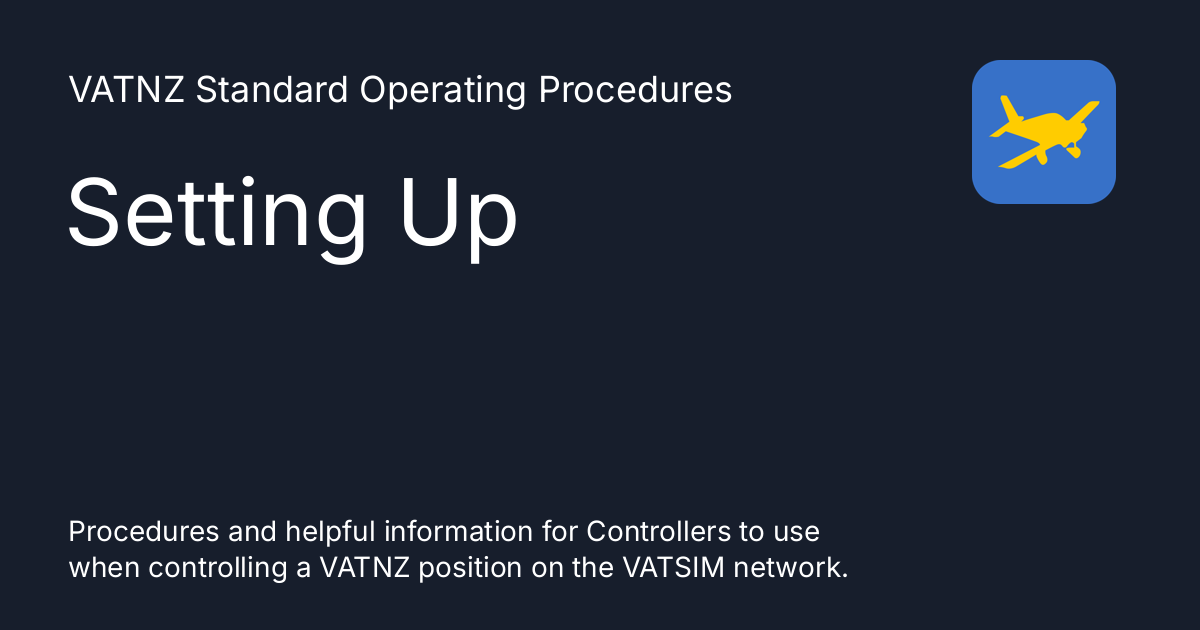 VATNZ Standard Operating Procedures
Setting Up
Procedures and helpful information for Controllers to use
when controlling a VATNZ position on the VATSIM network.